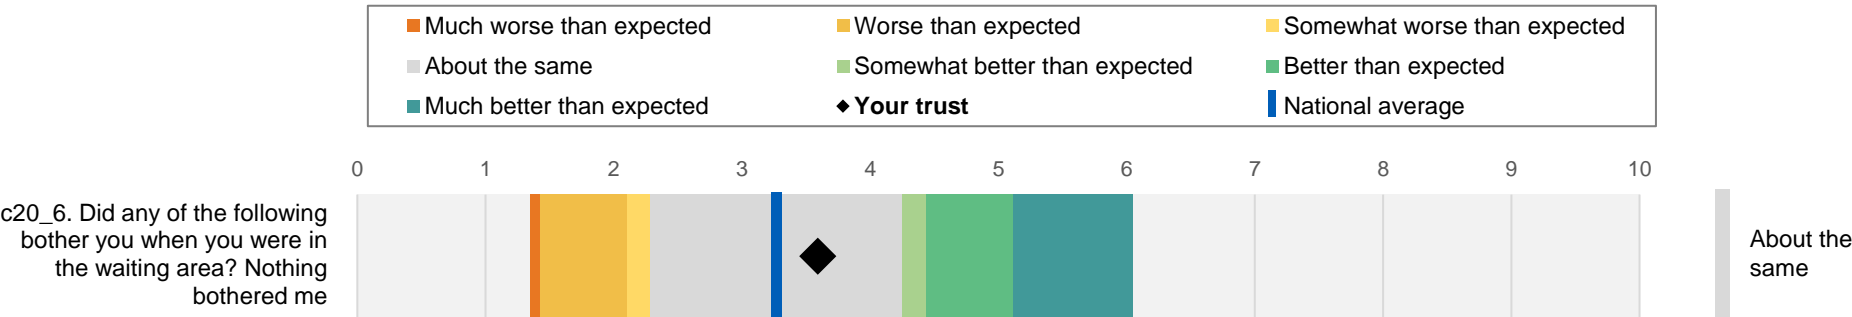 Much worse than expected
Worse than expected
Somewhat worse than expected
About the same
Somewhat better than expected
Better than expected
Much better than expected
Your trust
National average
0 1 2 3 4 5 6 7 8 9 10
c20_6. Did any of the following
bother you when you were in
the waiting area? Nothing
bothered me
About the
same